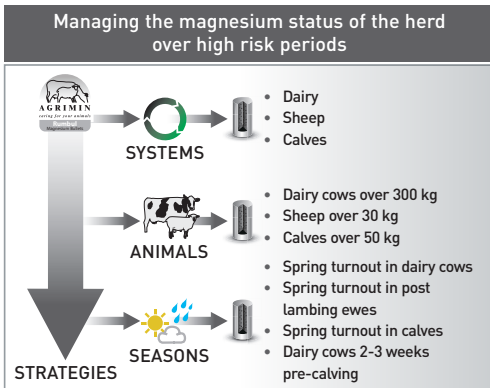 Managing the magnesium status of the herd
over high risk periods
AGRIMIN
caring for your animals
Rumbul
Magnesium Bullets
SYSTEMS
• Dairy
• Sheep
• Calves
ANIMALS
• Dairy cows over 300 kg
• Sheep over 30 kg
• Calves over 50 kg
SEASONS
• Spring turnout in dairy cows
• Spring turnout in post
lambing ewes
• Spring turnout in calves
• Dairy cows 2-3 weeks
pre-calving
STRATEGIES